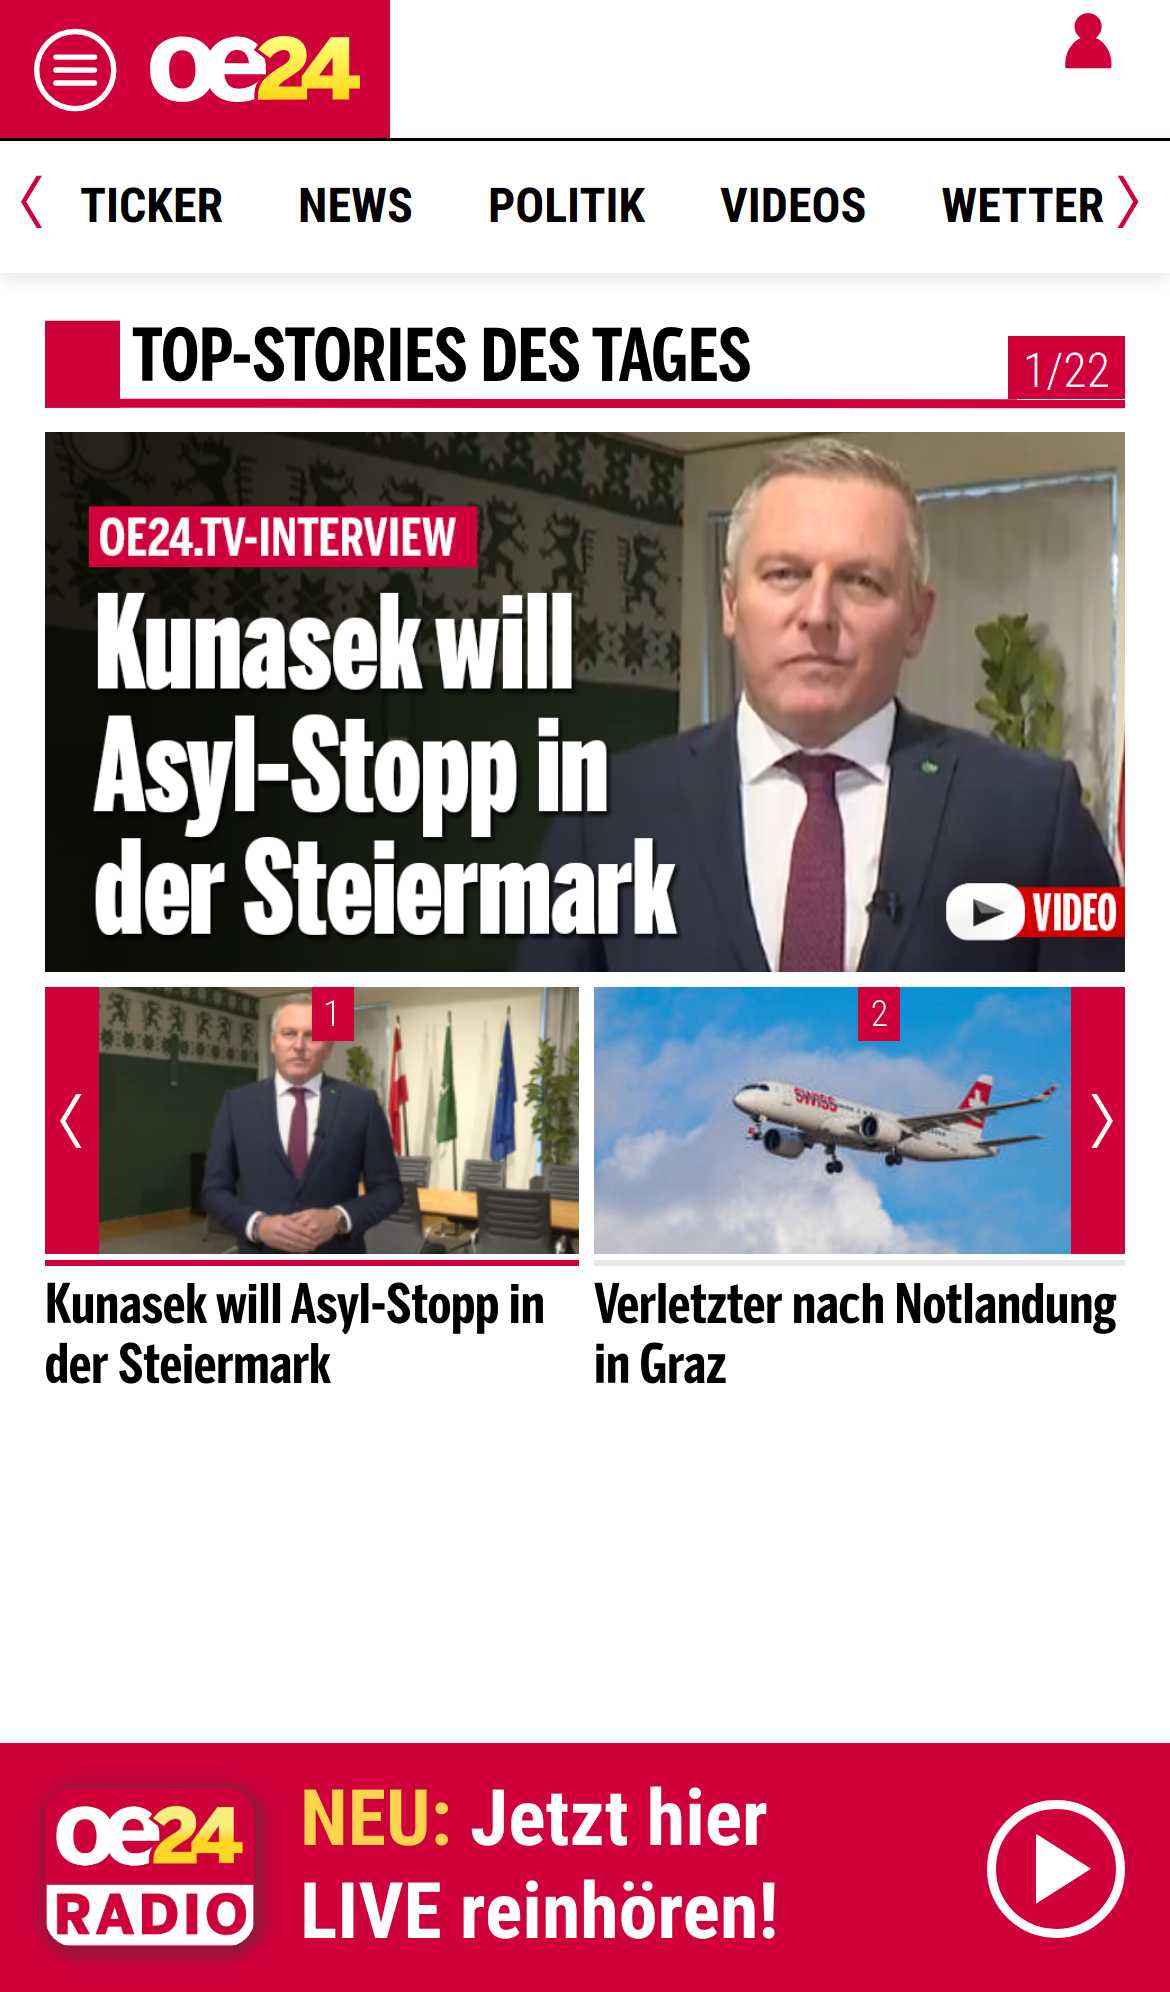 oe24
TICKER NEWS POLITIK VIDEOS WETTER
TOP-STORIES DES TAGES
1/22
OE24.TV-INTERVIEW
Kunasek will
Asyl-Stopp in
der Steiermark
VIDEO
1
2
SWISS
Kunasek will Asyl-Stopp in
der Steiermark
Verletzter nach Notlandung
in Graz
oe24
RADIO
NEU: Jetzt hier
LIVE reinhören!